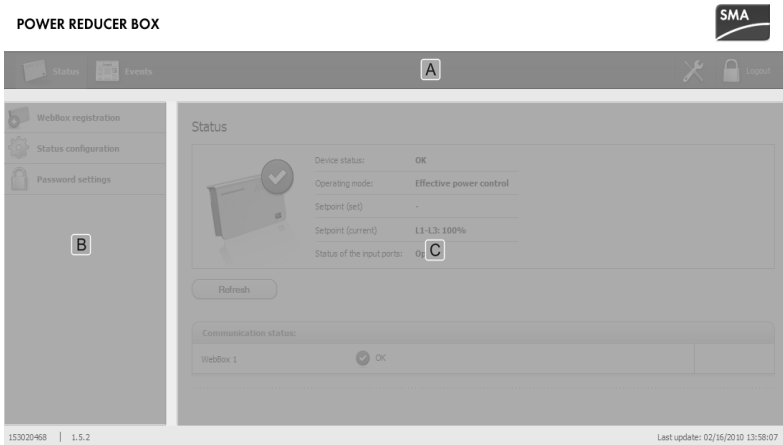 POWER REDUCER BOX
SMA
Status Events A Logout
WebBox registration
Status configuration
Password settings
B
Status
Device status: OK
Operating mode: Effective power control
Setpoint (set) -
Setpoint (current) L1-L3: 100%
Status of the input ports: Op C
Refresh
Communication status:
WebBox 1 OK
153020468 | 1.5.2 Last update: 02/16/2010 13:58:07